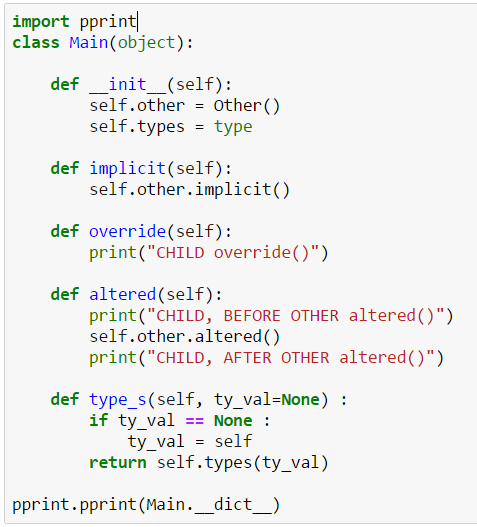 import pprint
class Main(object):
    def __init__(self):
        self.other = Other()
        self.types = type
    def implicit(self):
        self.other.implicit()
    def override(self):
        print("CHILD override()")
    def altered(self):
        print("CHILD, BEFORE OTHER altered()")
        self.other.altered()
        print("CHILD, AFTER OTHER altered()")
    def type_s(self, ty_val=None) :
        if ty_val == None :
            ty_val = self
        return self.types(ty_val)
pprint.pprint(Main.__dict__)